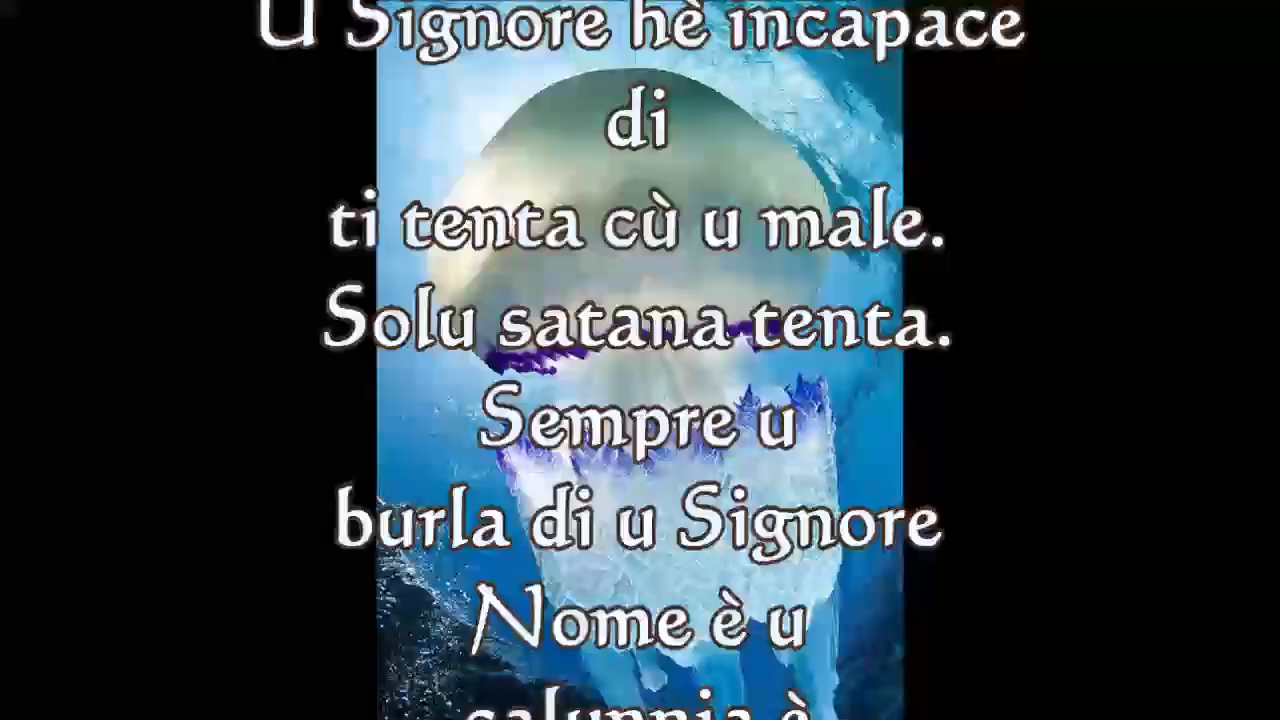 U Signore hè incapace
di
ti tenta cù u male.
Solu satana tenta.
Sempre u
burla di u Signore
Nome è u
calunnia è